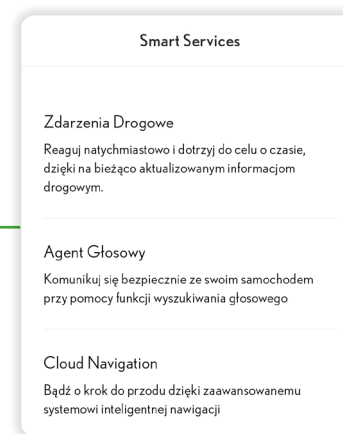 Smart Services
Zdarzenia Drogowe
Reaguj natychmiastowo i dotrzyj do celu o czasie,
dzięki na bieżąco aktualizowanym informacjom
drogowym.
Agent Głosowy
Komunikuj się bezpiecznie ze swoim samochodem
przy pomocy funkcji wyszukiwania głosowego
Cloud Navigation
Bądź o krok do przodu dzięki zaawansowanemu
systemowi inteligentnej nawigacji